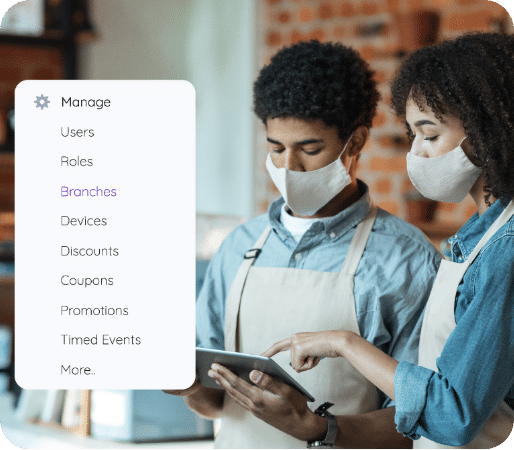 Manage
Users
Roles
Branches
Devices
Discounts
Coupons
Promotions
Timed Events
More..